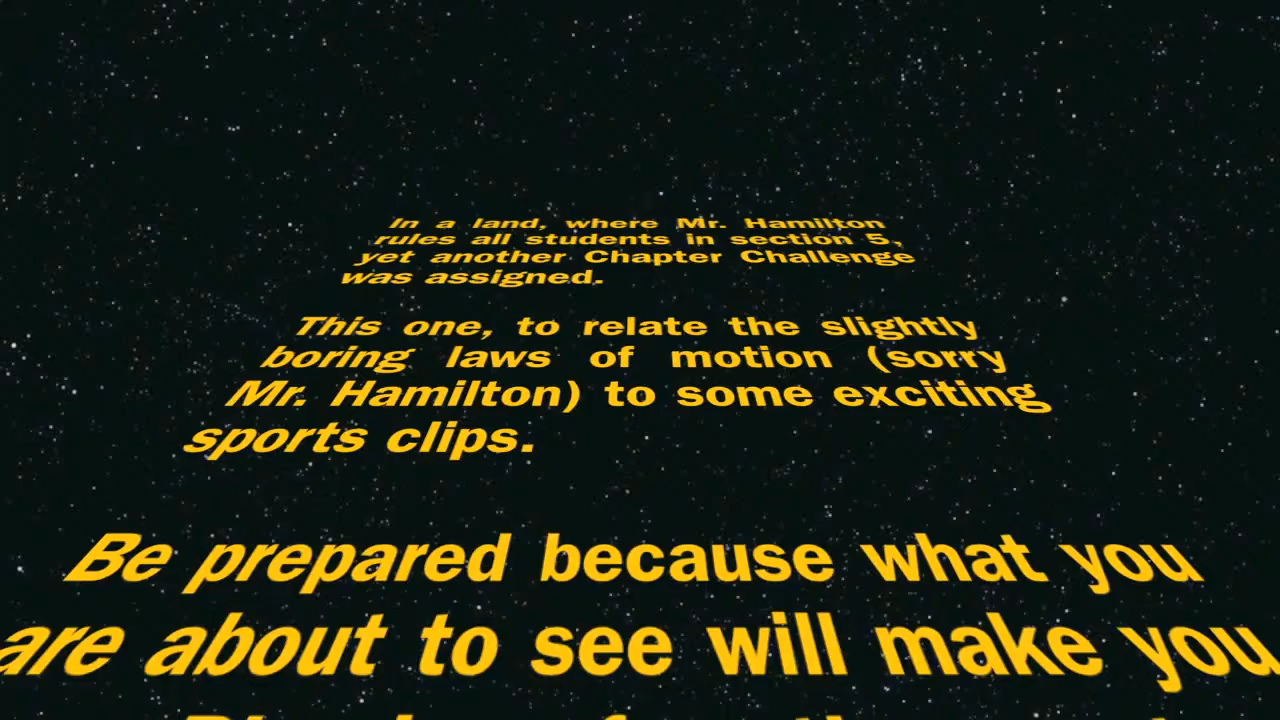 In a land, where Mr. Hamilton
rules all students in section 5,
yet another Chapter Challenge
was assigned.
This one, to relate the slightly
boring laws of motion (sorry
Mr. Hamilton) to some exciting
sports clips.
Be prepared because what you
are about to see will make you